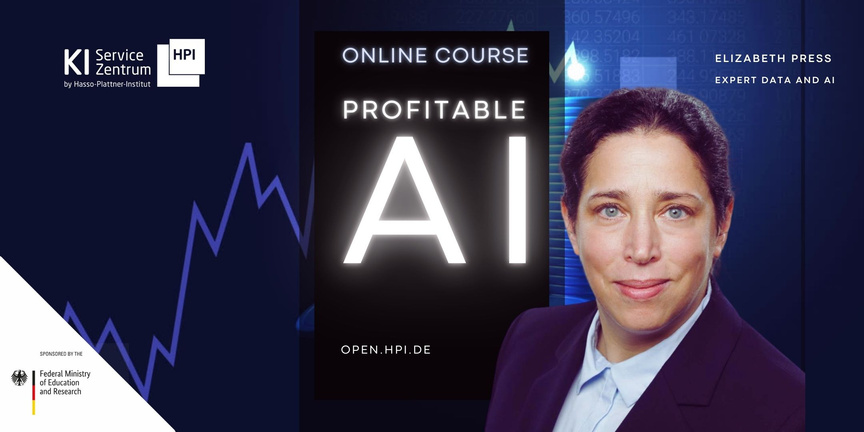 KI Service
Zentrum
by Hasso-Plattner-Institut
HPI
ONLINE COURSE
PROFITABLE
AI
OPEN.HPI.DE
ELIZABETH PRESS
EXPERT DATA AND AI
SPONSORED BY THE
Federal Ministry
of Education
and Research